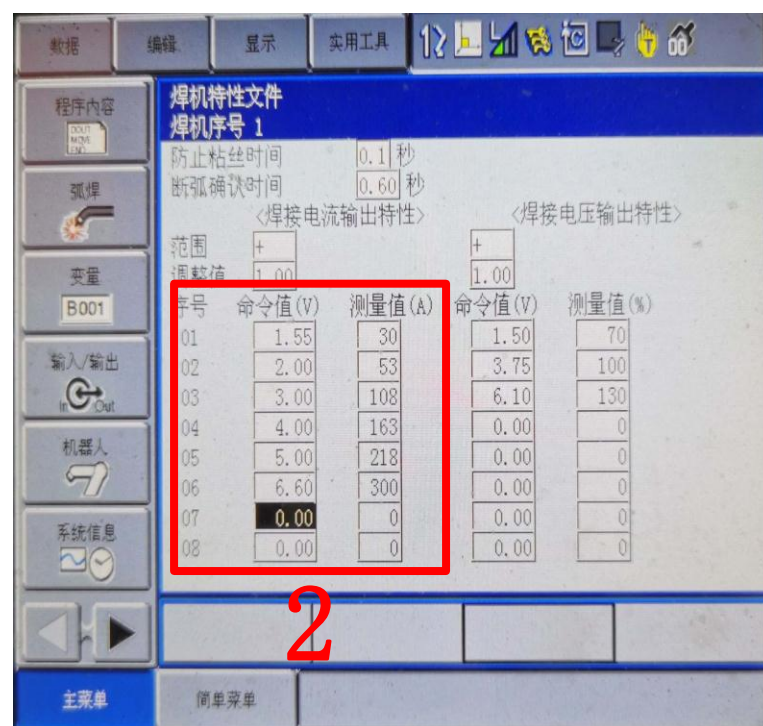 数据 编辑 显示 实用工具
程序内容
DOUT
MOVE
END
弧焊
变量
B001
输入/输出
In Out
机器人
系统信息
焊机特性文件
焊机序号 1
防止粘丝时间 0.1 秒
断弧确认时间 0.60 秒
<焊接电流输出特性> <焊接电压输出特性>
范围 + +
调整值 1.00 1.00
序号 命令值(V) 测量值(A) 命令值(V) 测量值(%)
01 1.55 30 1.50 70
02 2.00 53 3.75 100
03 3.00 108 6.10 130
04 4.00 163 0.00 0
05 5.00 218 0.00 0
06 6.60 300 0.00 0
07 0.00 0 0.00 0
08 0.00 0 0.00 0
2
主菜单 简单菜单